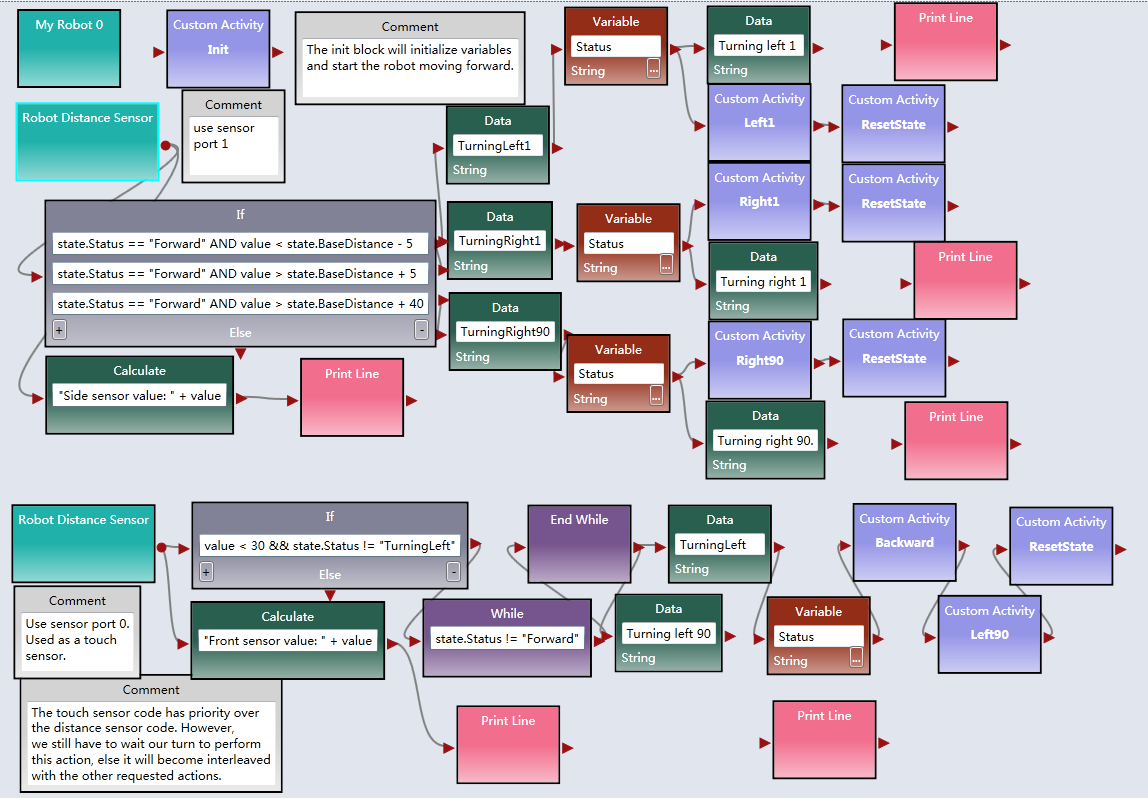 My Robot 0
Custom Activity
Init
Comment
The init block will initialize variables
and start the robot moving forward.
Variable
Status
String
...
Data
Turning left 1
String
Print Line
Robot Distance Sensor
Comment
use sensor
port 1
Data
TurningLeft1
String
Custom Activity
Left1
Custom Activity
ResetState
If
state.Status == "Forward" AND value < state.BaseDistance - 5
state.Status == "Forward" AND value > state.BaseDistance + 5
state.Status == "Forward" AND value > state.BaseDistance + 40
+
Else
-
Data
TurningRight1
String
Variable
Status
String
...
Custom Activity
Right1
Custom Activity
ResetState
Data
Turning right 1
String
Print Line
Data
TurningRight90
String
Variable
Status
String
...
Custom Activity
Right90
Custom Activity
ResetState
Calculate
"Side sensor value: " + value
Print Line
Data
Turning right 90.
String
Print Line
Robot Distance Sensor
If
value < 30 && state.Status != "TurningLeft"
+
Else
-
End While
Data
TurningLeft
String
Custom Activity
Backward
Custom Activity
ResetState
Comment
Use sensor port 0.
Used as a touch
sensor.
Calculate
"Front sensor value: " + value
While
state.Status != "Forward"
Data
Turning left 90
String
Variable
Status
String
...
Custom Activity
Left90
Comment
The touch sensor code has priority over
the distance sensor code. However,
we still have to wait our turn to perform
this action, else it will become interleaved
with the other requested actions.
Print Line
Print Line